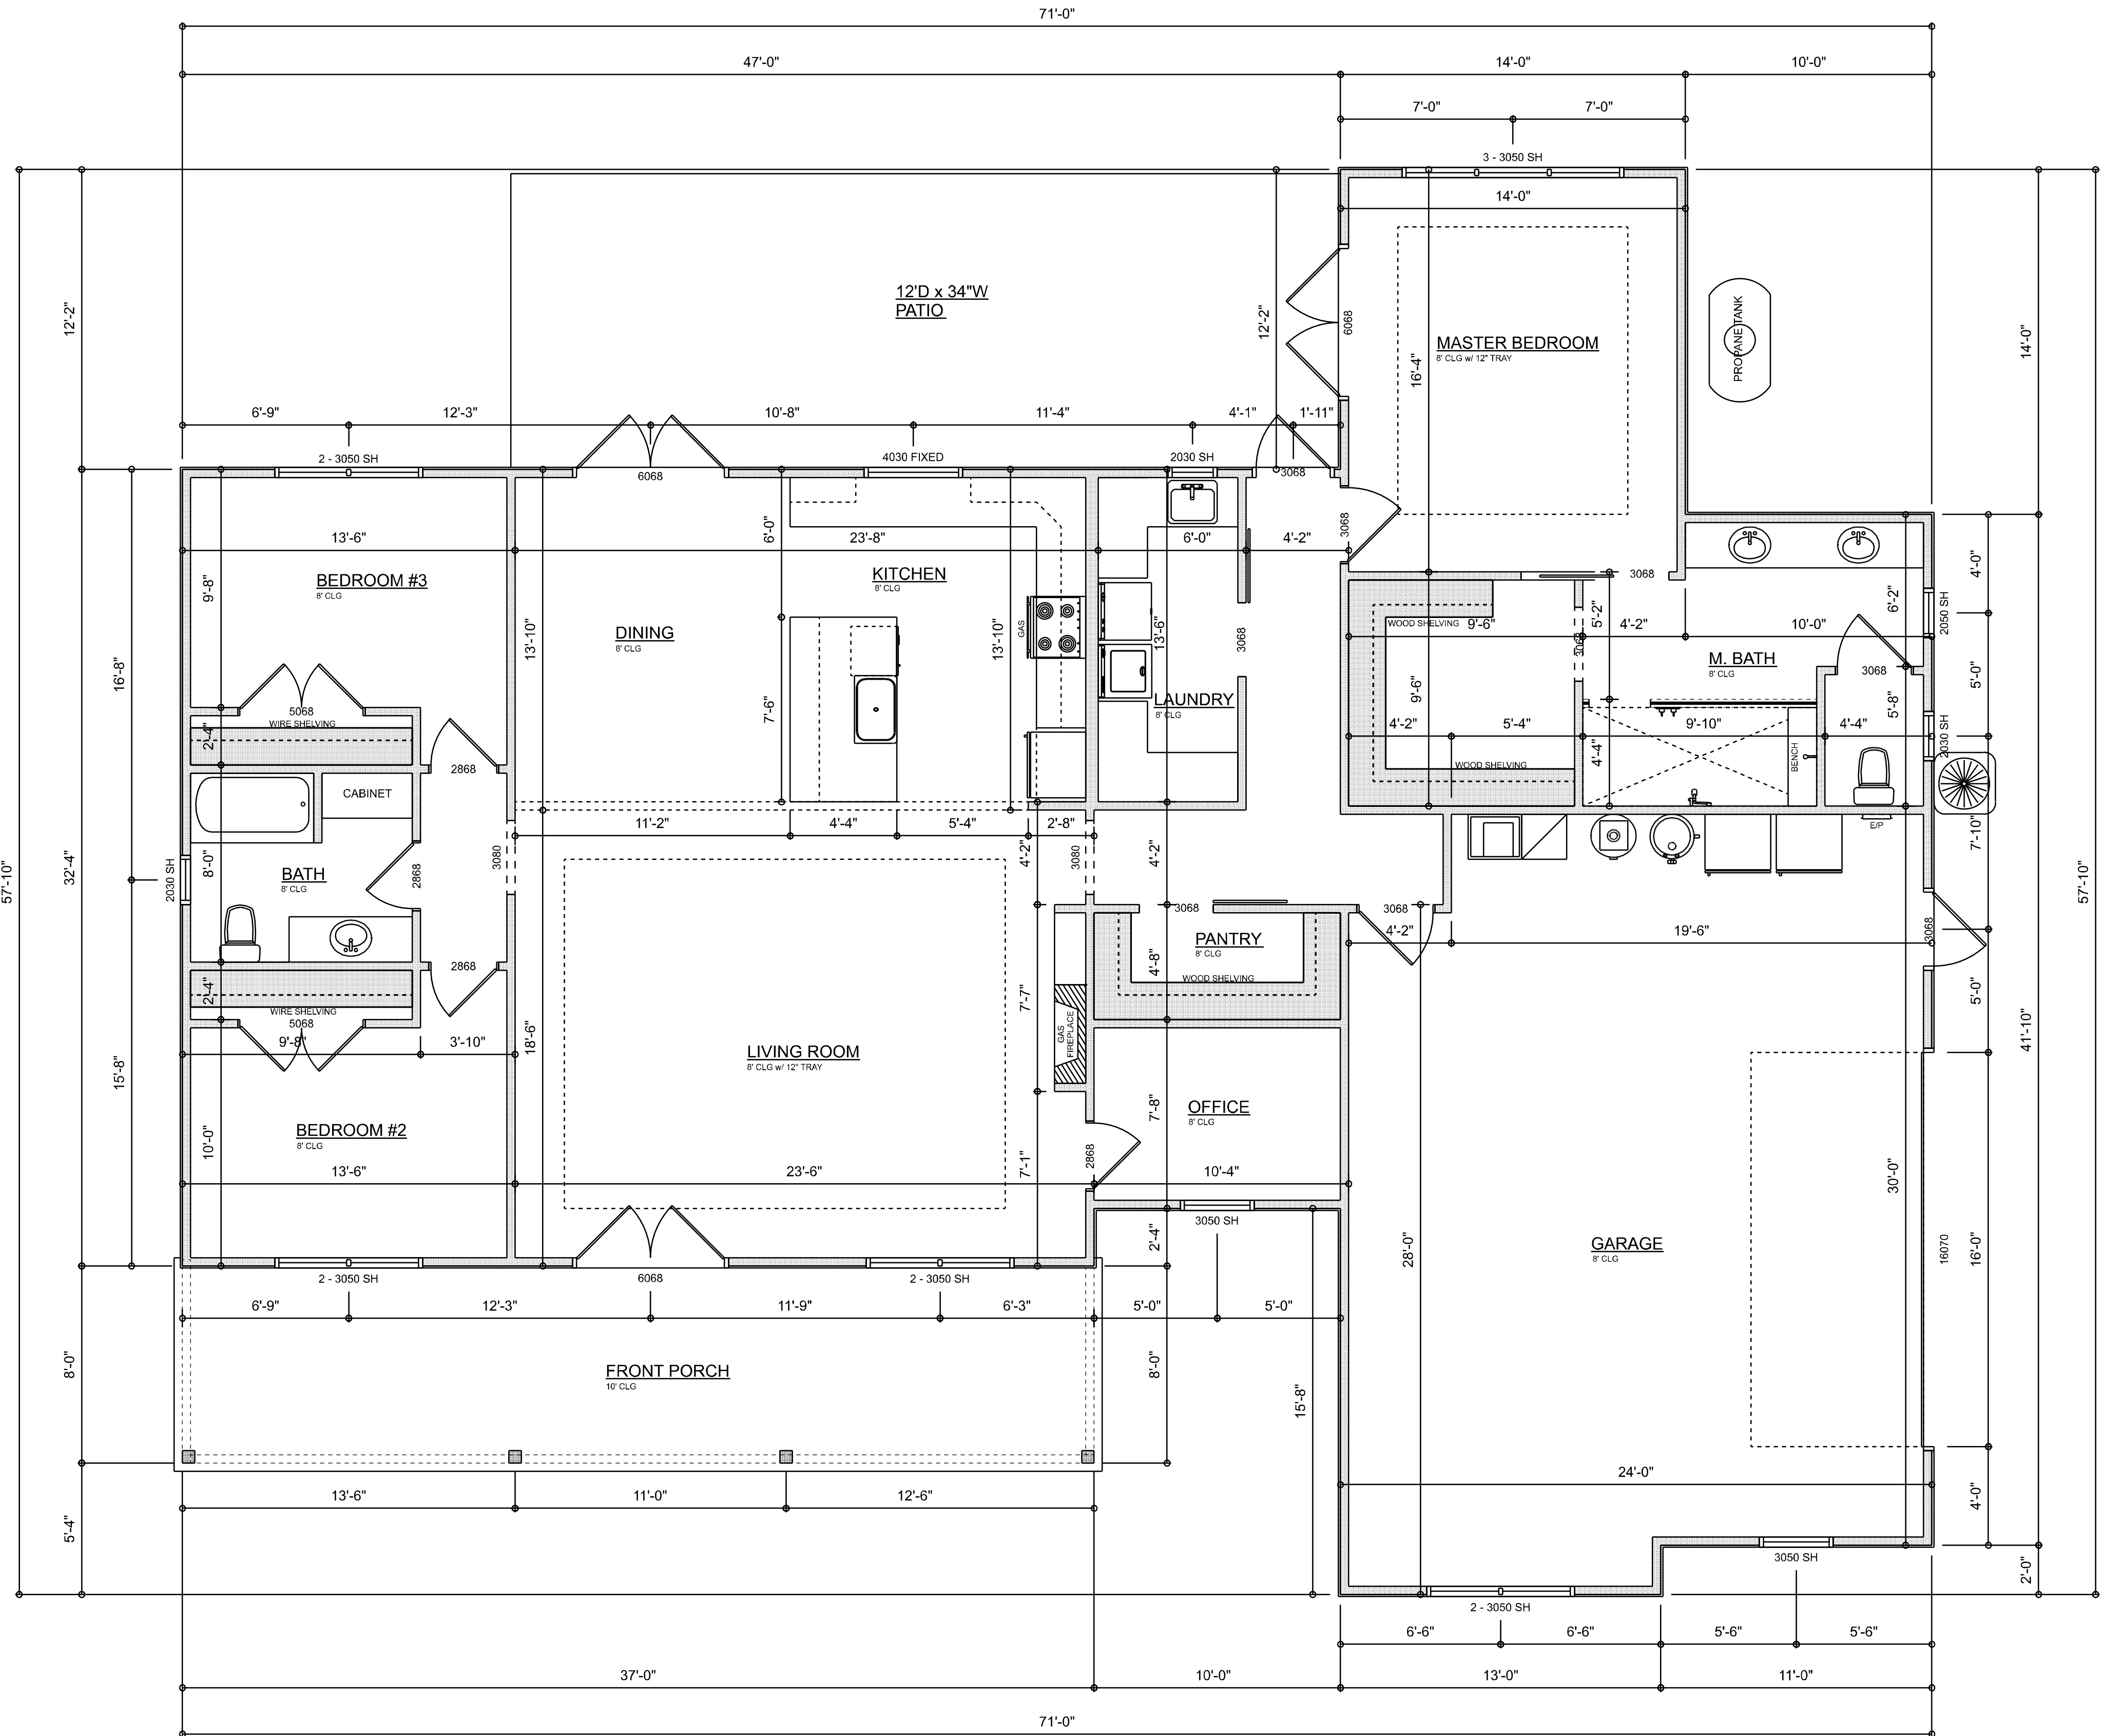 71'-0"
47'-0"
14'-0"
10'-0"
7'-0"
7'-0"
3 - 3050 SH
14'-0"
12'D x 34"W
PATIO
12'-2"
12'-2"
6068
16'-4"
MASTER BEDROOM
8' CLG w/ 12" TRAY
PROPANE TANK
14'-0"
6'-9"
12'-3"
10'-8"
11'-4"
4'-1"
1'-11"
2 - 3050 SH
6068
4030 FIXED
2030 SH
3068
3068
13'-6"
23'-8"
6'-0"
4'-2"
6'-0"
BEDROOM #3
8' CLG
9'-8"
KITCHEN
8' CLG
DINING
8' CLG
13'-10"
13'-10"
GAS
13'-6"
3068
3068
WOOD SHELVING
9'-6"
3068
5'-2"
4'-2"
10'-0"
6'-2"
4'-0"
2050 SH
M. BATH
8' CLG
3068
5'-0"
16'-8"
5068
WIRE SHELVING
2'-4"
7'-6"
LAUNDRY
8' CLG
9'-6"
4'-2"
5'-4"
9'-10"
4'-4"
5'-8"
2030 SH
4'-4"
BENCH
WOOD SHELVING
2868
CABINET
11'-2"
4'-4"
5'-4"
2'-8"
E/P
7'-10"
57'-10"
32'-4"
2030 SH
8'-0"
BATH
8' CLG
2868
3080
4'-2"
3080
4'-2"
57'-10"
3068
3068
4'-2"
19'-6"
3068
PANTRY
8' CLG
4'-8"
WOOD SHELVING
2868
2'-4"
WIRE SHELVING
5068
9'-8"
3'-10"
18'-6"
7'-7"
GAS
FIREPLACE
5'-0"
41'-10"
15'-8"
LIVING ROOM
8' CLG w/ 12" TRAY
OFFICE
8' CLG
7'-8"
BEDROOM #2
8' CLG
10'-0"
13'-6"
23'-6"
7'-1"
2868
10'-4"
30'-0"
3050 SH
2'-4"
28'-0"
GARAGE
8' CLG
16070
16'-0"
2 - 3050 SH
6068
2 - 3050 SH
6'-9"
12'-3"
11'-9"
6'-3"
5'-0"
5'-0"
8'-0"
FRONT PORCH
10' CLG
8'-0"
15'-8"
24'-0"
13'-6"
11'-0"
12'-6"
4'-0"
5'-4"
3050 SH
2'-0"
2 - 3050 SH
6'-6"
6'-6"
5'-6"
5'-6"
37'-0"
10'-0"
13'-0"
11'-0"
71'-0"